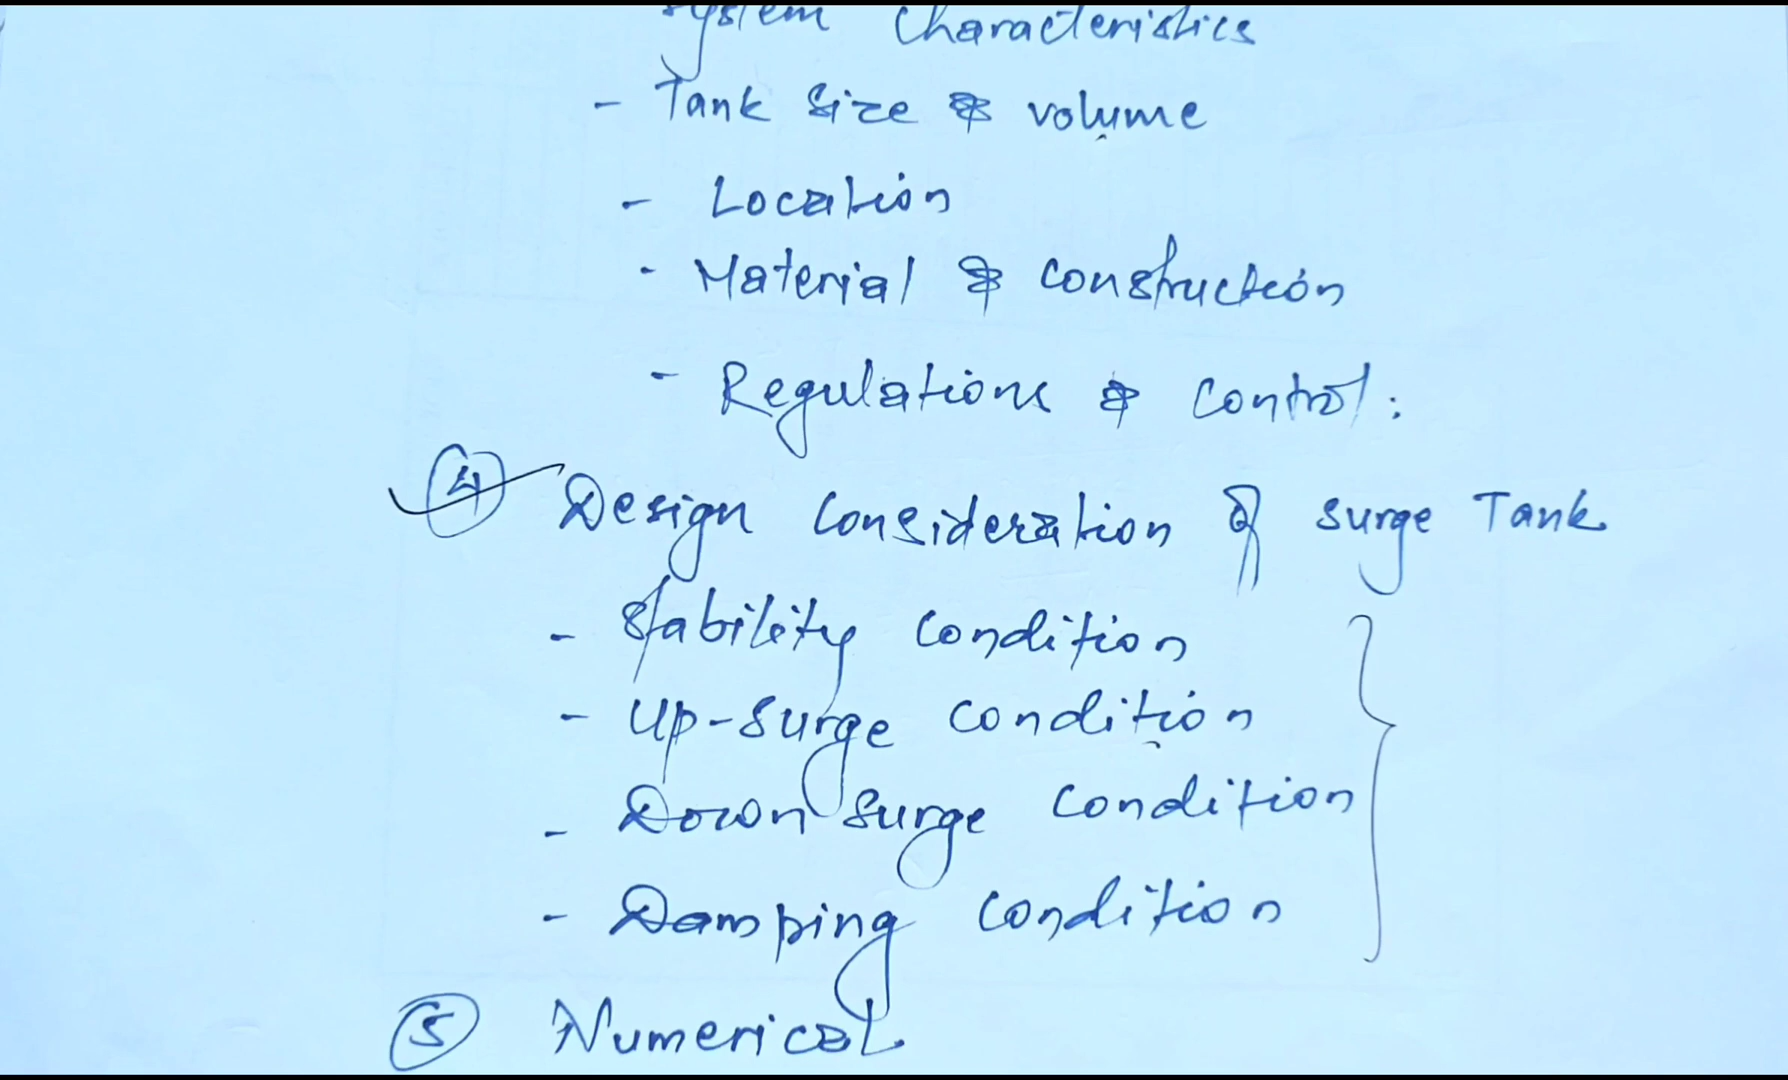 System Characteristics
- Tank Size & volume
- Location
- Material & construction
- Regulations & control.
④ Design Consideration of Surge Tank
- Stability Condition
- Up-Surge Condition
- Down Surge Condition
- Damping Condition
⑤ Numerical